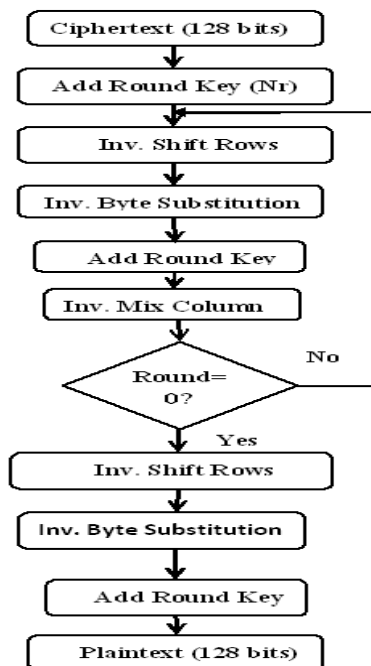 Ciphertext (128 bits)
Add Round Key (Nr)
Inv. Shift Rows
Inv. Byte Substitution
Add Round Key
Inv. Mix Column
Round=
0?
No
Yes
Inv. Shift Rows
Inv. Byte Substitution
Add Round Key
Plaintext (128 bits)